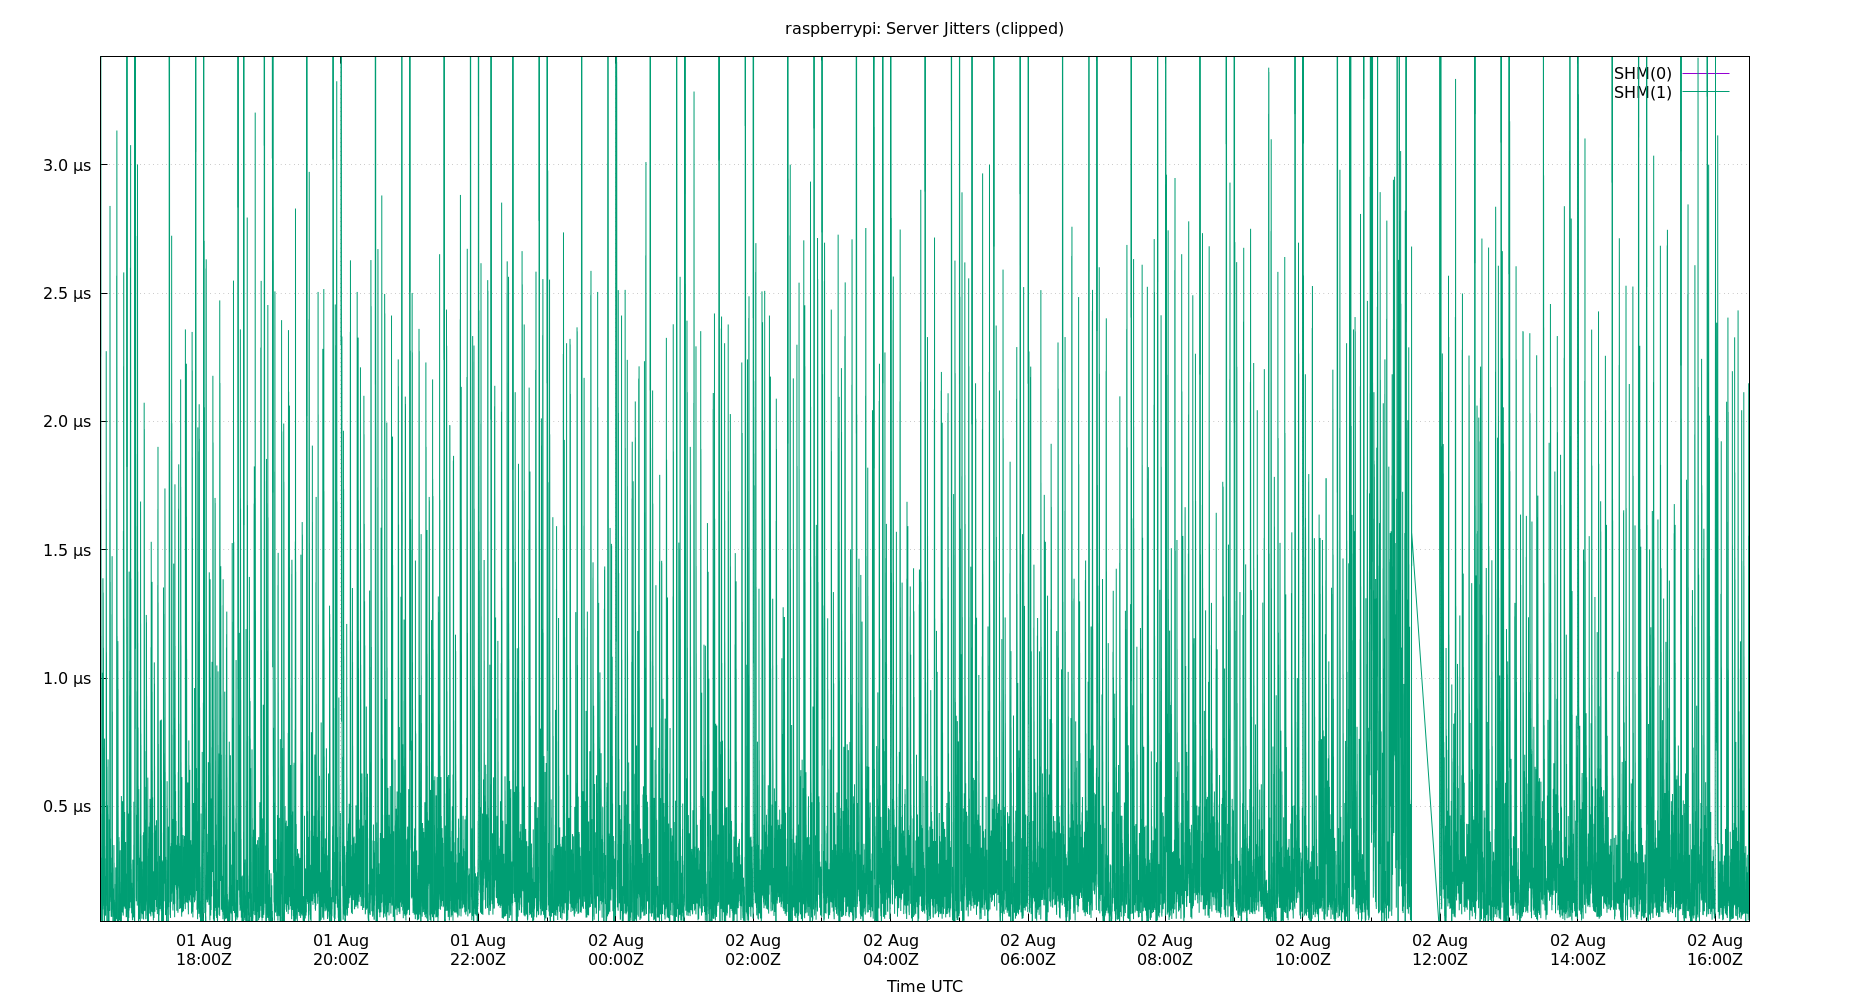 raspberrypi: Server Jitters (clipped)
SHM(0)
SHM(1)
3.0 µs
2.5 µs
2.0 µs
1.5 µs
1.0 µs
0.5 µs
01 Aug 01 Aug 01 Aug 02 Aug 02 Aug 02 Aug 02 Aug 02 Aug 02 Aug 02 Aug 02 Aug 02 Aug
18:00Z 20:00Z 22:00Z 00:00Z 02:00Z 04:00Z 06:00Z 08:00Z 10:00Z 12:00Z 14:00Z 16:00Z
Time UTC